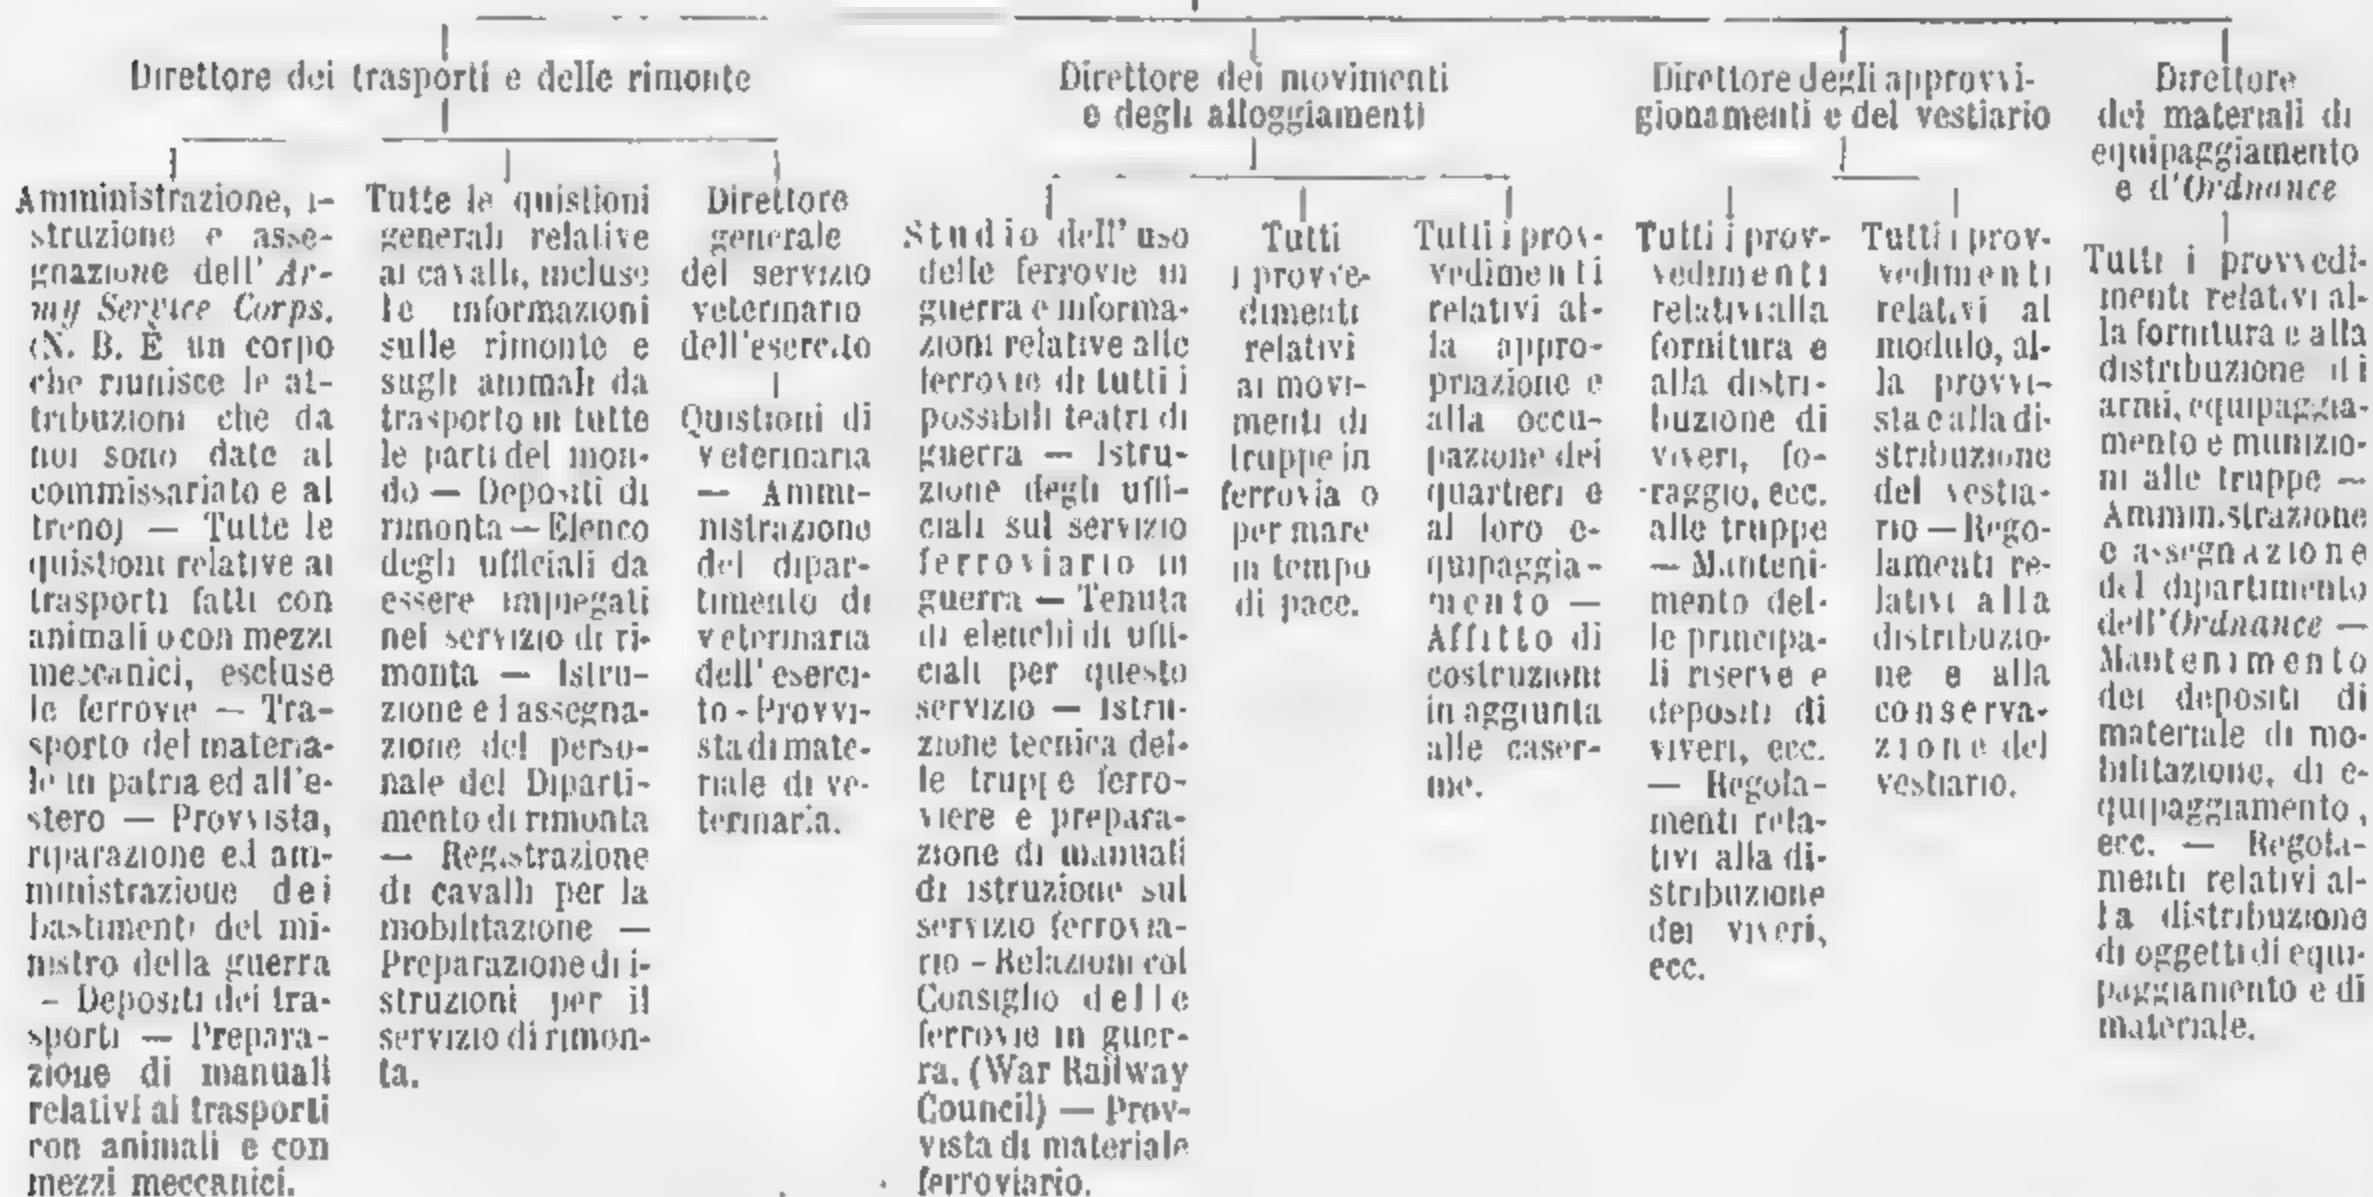 Direttore dei trasporti e delle rimonte
Amministrazione, i-
struzione e asse-
gnazione dell' Ar-
my Service Corps.
(N. B. È un corpo
che riunisce le at-
tribuzioni che da
noi sono date al
commissariato e al
treno) — Tutte le
quistioni relative ai
trasporti fatti con
animali o con mezzi
meccanici, escluse
le ferrovie — Tra-
sporto del materia-
le in patria ed all'e-
stero — Provvista,
riparazione ed am-
ministrazione dei
bastimenti del mi-
nistro della guerra
- Depositi dei tra-
sporti — Prepara-
zione di manuali
relativi ai trasporti
con animali e con
mezzi meccanici.
Tutte le quistioni
generali relative
ai cavalli, incluse
le informazioni
sulle rimonte e
sugli animali da
trasporto in tutte
le parti del mon-
do — Depositi di
rimonta — Elenco
degli ufficiali da
essere impiegati
nel servizio di ri-
monta — Istru-
zione e l assegna-
zione del perso-
nale del Diparti-
mento di rimonta
— Registrazione
di cavalli per la
mobilitazione —
Preparazione di i-
struzioni per il
servizio di rimon-
ta.
Direttore
generale
del servizio
veterinario
dell'esercito
Quistioni di
veterinaria
— Ammi-
nistrazione
del dipar-
timento di
veterinaria
dell' eserci-
to - Provvi-
sta di mate-
riale di ve-
terinaria.
Direttore dei movimenti
e degli alloggiamenti
Studio dell' uso
delle ferrovie in
guerra e informa-
zioni relative alle
ferrovie di tutti i
possibili teatri di
guerra — Istru-
zione degli uffi-
ciali sul servizio
ferroviario in
guerra — Tenuta
di elenchi di uffi-
ciali per questo
servizio — Istru-
zione tecnica del-
le truppe ferro-
viere e prepara-
zione di manuali
di istruzione sul
servizio ferrovia-
rio - Relazioni col
Consiglio delle
ferrovie in guer-
ra. (War Railway
Council) — Prov-
vista di materiale
ferroviario.
Tutti
i provve-
dimenti
relativi
ai movi-
menti di
truppe in
ferrovia o
per mare
in tempo
di pace.
Tutti i prov-
vedimenti
relativi al-
la appro-
priazione e
alla occu-
pazione dei
quartieri e
al loro e-
quipaggia-
mento —
Affitto di
costruzioni
in aggiunta
alle caser-
me.
Direttore degli approvvi-
gionamenti e del vestiario
Tutti i prov-
vedimenti
relativi alla
fornitura e
alla distri-
buzione di
viveri, fo-
raggio, ecc.
alle truppe
— Manteni-
mento del-
le principa-
li riserve e
depositi di
viveri, ecc.
— Regola-
menti rela-
tivi alla di-
stribuzione
dei viveri,
ecc.
Tutti i prov-
vedimenti
relativi al
modulo, al-
la provvi-
sta e alla di-
stribuzione
del vestia-
rio — Rego-
lamenti re-
lativi alla
distribuzio-
ne e alla
conserva-
zione del
vestiario.
Direttore
dei materiali di
equipaggiamento
e d'Ordnance
Tutti i provvedi-
menti relativi al-
la fornitura e alla
distribuzione di
armi, equipaggia-
mento e munizio-
ni alle truppe —
Amministrazione
e assegnazione
del dipartimento
dell'Ordnance —
Mantenimento
dei depositi di
materiale di mo-
bilitazione, di e-
quipaggiamento,
ecc. — Regola-
menti relativi al-
la distribuzione
di oggetti di equi-
paggiamento e di
materiale.